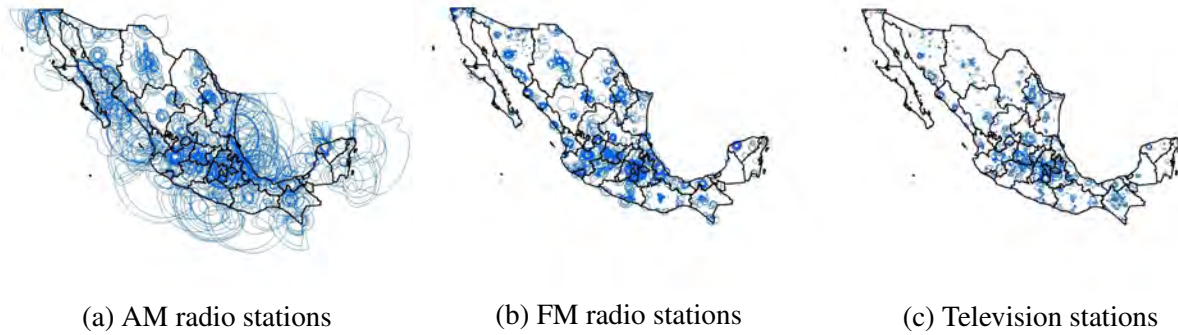 (a) AM radio stations
(b) FM radio stations
(c) Television stations